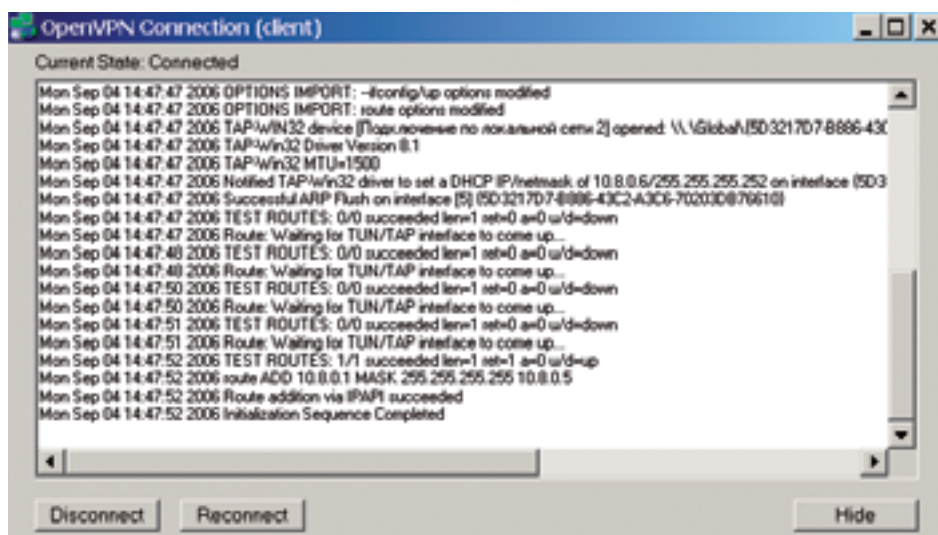 OpenVPN Connection (client)
Current State: Connected
Mon Sep 04 14:47:47 2006 OPTIONS IMPORT: --ifconfig/up options modified
Mon Sep 04 14:47:47 2006 OPTIONS IMPORT: route options modified
Mon Sep 04 14:47:47 2006 TAP-WIN32 device [Подключение по локальной сети 2] opened: \\.\Global\{5D3217D7-B886-43C
Mon Sep 04 14:47:47 2006 TAP-Win32 Driver Version 8.1
Mon Sep 04 14:47:47 2006 TAP-Win32 MTU=1500
Mon Sep 04 14:47:47 2006 Notified TAP-Win32 driver to set a DHCP IP/netmask of 10.8.0.6/255.255.255.252 on interface {5D3
Mon Sep 04 14:47:47 2006 Successful ARP Flush on interface [5] {5D3217D7-B886-43C2-A3C6-70203DB76610}
Mon Sep 04 14:47:47 2006 TEST ROUTES: 0/0 succeeded len=1 ret=0 a=0 u/d=down
Mon Sep 04 14:47:47 2006 Route: Waiting for TUN/TAP interface to come up...
Mon Sep 04 14:47:48 2006 TEST ROUTES: 0/0 succeeded len=1 ret=0 a=0 u/d=down
Mon Sep 04 14:47:48 2006 Route: Waiting for TUN/TAP interface to come up...
Mon Sep 04 14:47:50 2006 TEST ROUTES: 0/0 succeeded len=1 ret=0 a=0 u/d=down
Mon Sep 04 14:47:50 2006 Route: Waiting for TUN/TAP interface to come up...
Mon Sep 04 14:47:51 2006 TEST ROUTES: 0/0 succeeded len=1 ret=0 a=0 u/d=down
Mon Sep 04 14:47:51 2006 Route: Waiting for TUN/TAP interface to come up...
Mon Sep 04 14:47:52 2006 TEST ROUTES: 1/1 succeeded len=1 ret=1 a=0 u/d=up
Mon Sep 04 14:47:52 2006 route ADD 10.8.0.1 MASK 255.255.255.255 10.8.0.5
Mon Sep 04 14:47:52 2006 Route addition via IPAPI succeeded
Mon Sep 04 14:47:52 2006 Initialization Sequence Completed
Disconnect Reconnect Hide